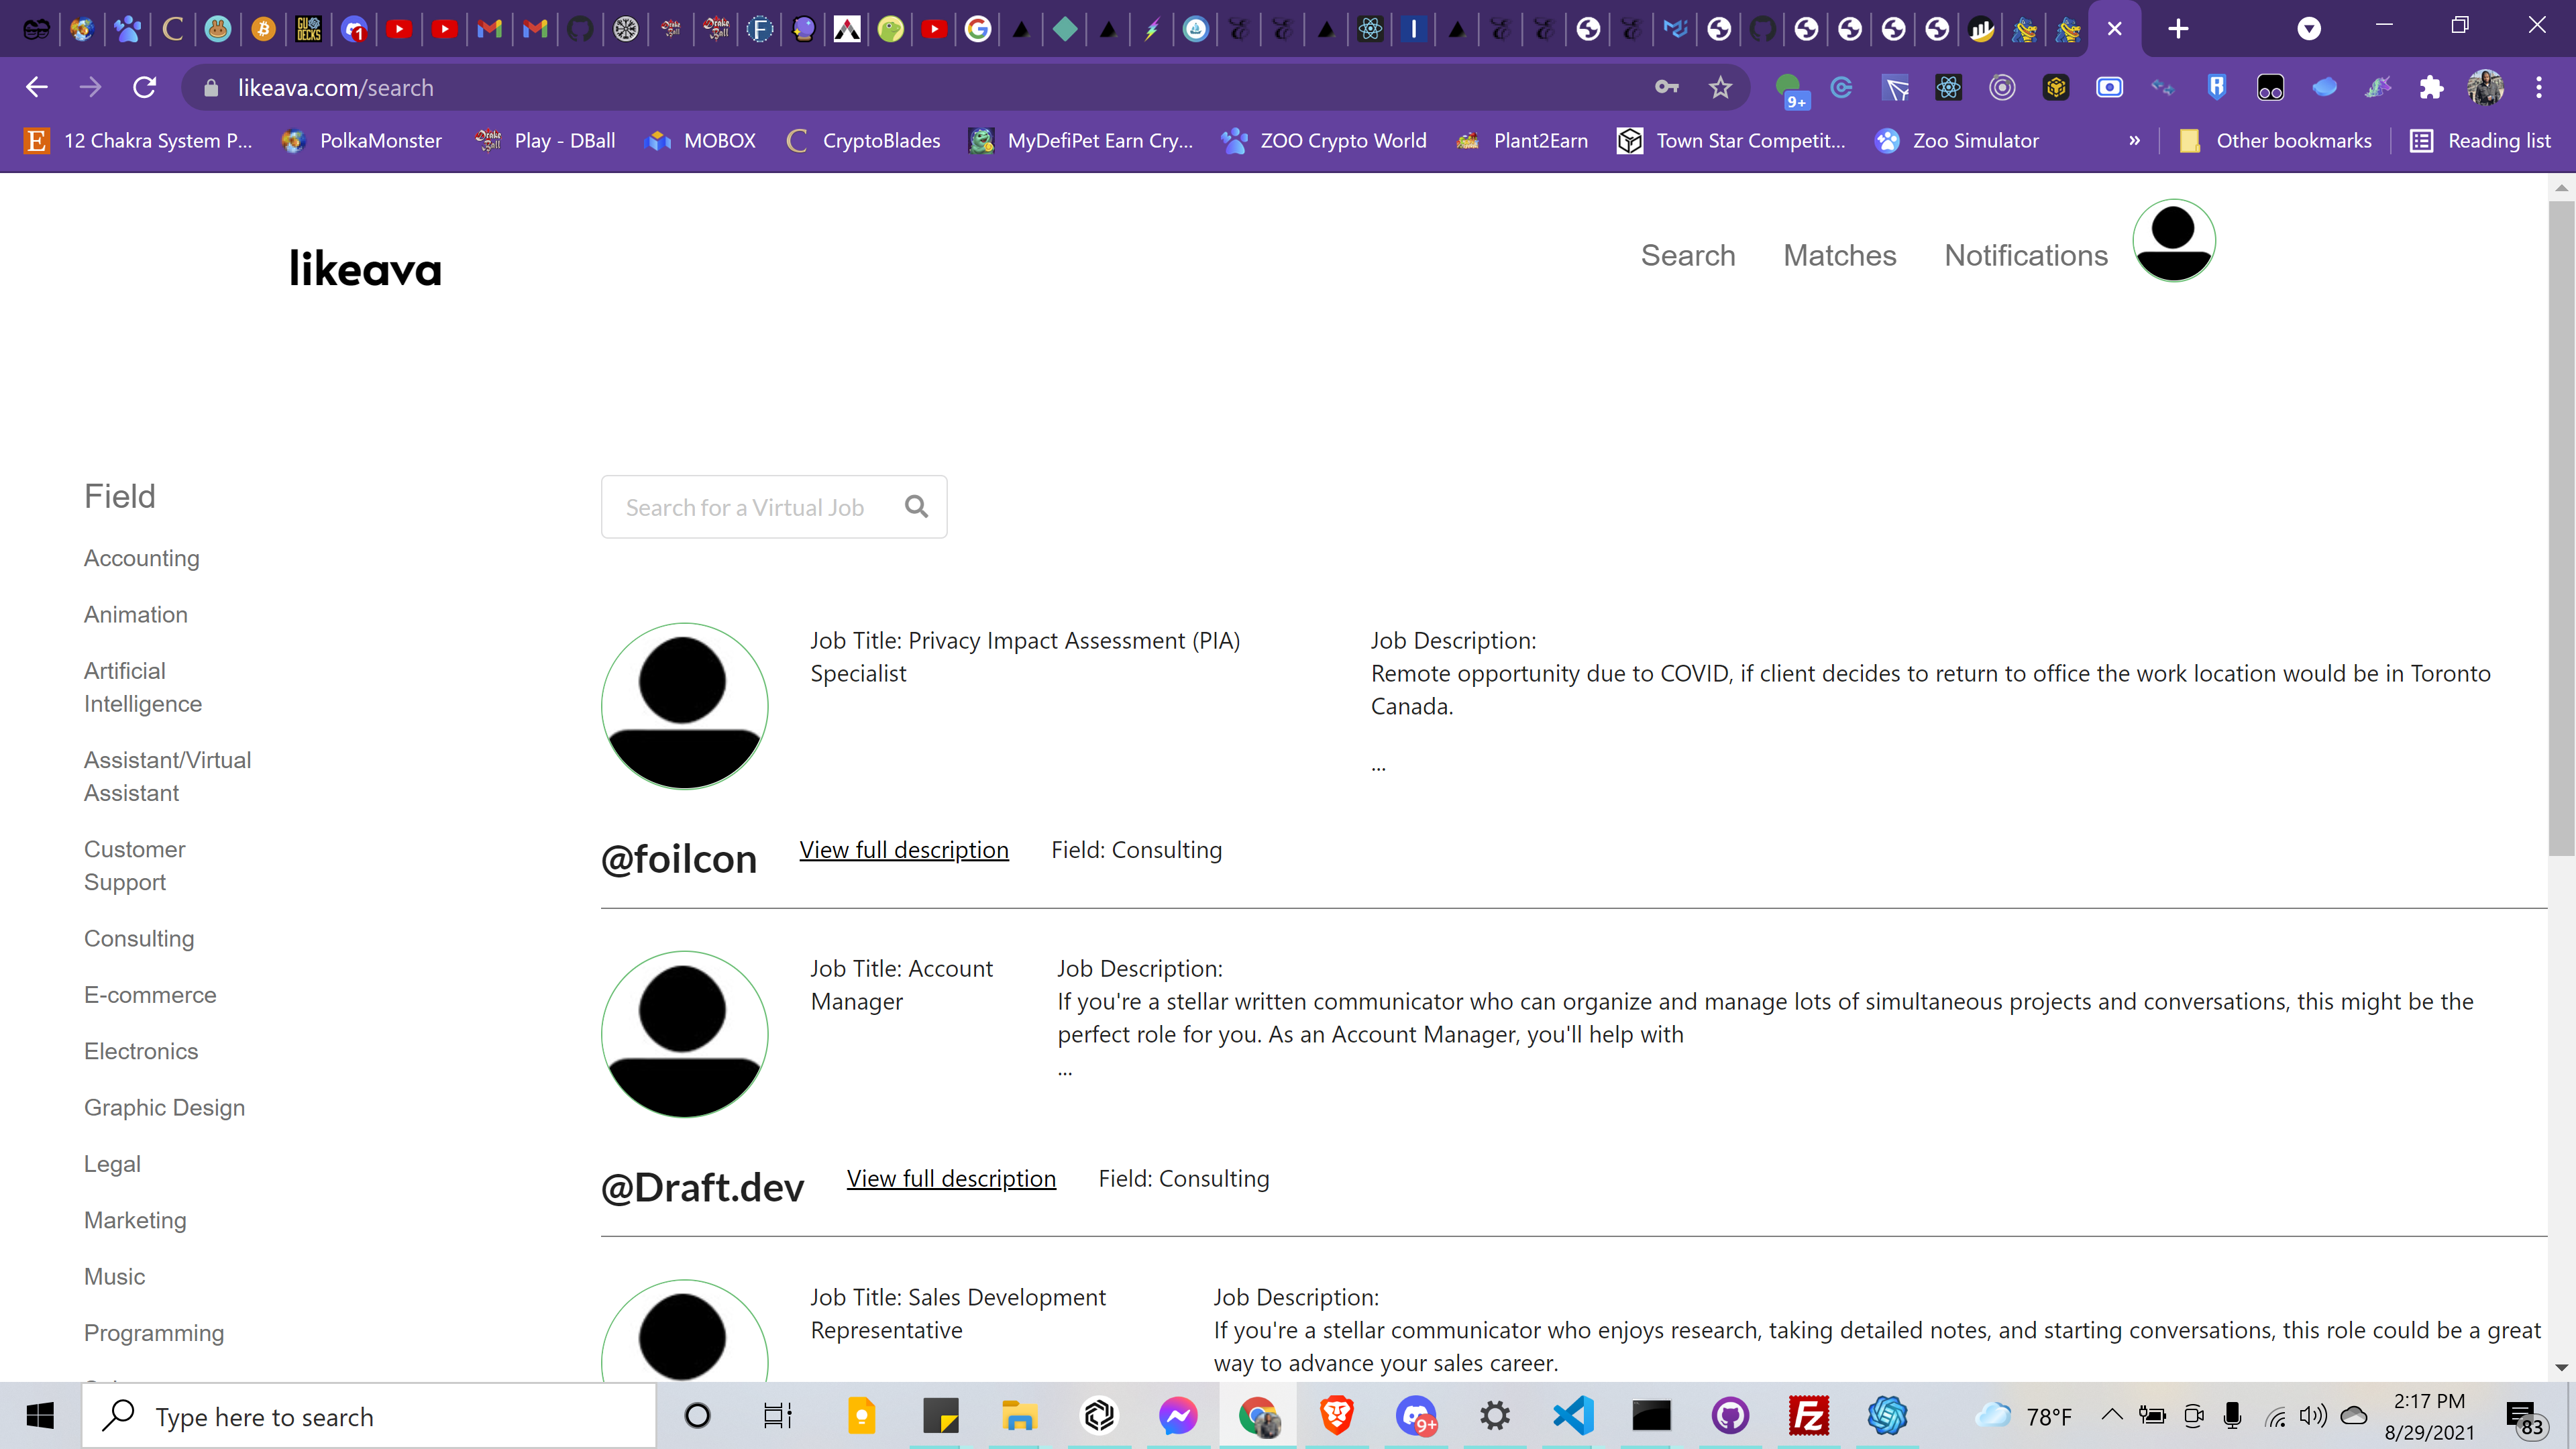 1
likeava.com/search
9+
12 Chakra System P...
PolkaMonster
Play - DBall
MOBOX
CryptoBlades
MyDefiPet Earn Cry...
ZOO Crypto World
Plant2Earn
Town Star Competit...
Zoo Simulator
»
Other bookmarks
Reading list
likeava
Search
Matches
Notifications
Field
Search for a Virtual Job
Accounting
Animation
Artificial
Intelligence
Assistant/Virtual
Assistant
Customer
Support
Consulting
E-commerce
Electronics
Graphic Design
Legal
Marketing
Music
Programming
Job Title: Privacy Impact Assessment (PIA)
Specialist
Job Description:
Remote opportunity due to COVID, if client decides to return to office the work location would be in Toronto
Canada.
...
@foilcon
View full description
Field: Consulting
Job Title: Account
Manager
Job Description:
If you're a stellar written communicator who can organize and manage lots of simultaneous projects and conversations, this might be the
perfect role for you. As an Account Manager, you'll help with
...
@Draft.dev
View full description
Field: Consulting
Job Title: Sales Development
Representative
Job Description:
If you're a stellar communicator who enjoys research, taking detailed notes, and starting conversations, this role could be a great
way to advance your sales career.
Type here to search
9+
78°F
2:17 PM
8/29/2021
83